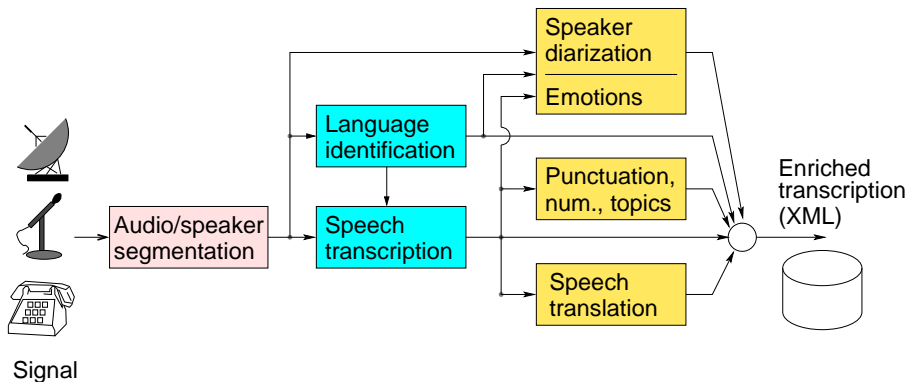 Signal
Audio/speaker
segmentation
Language
identification
Speech
transcription
Speaker
diarization
Emotions
Punctuation,
num., topics
Speech
translation
Enriched
transcription
(XML)